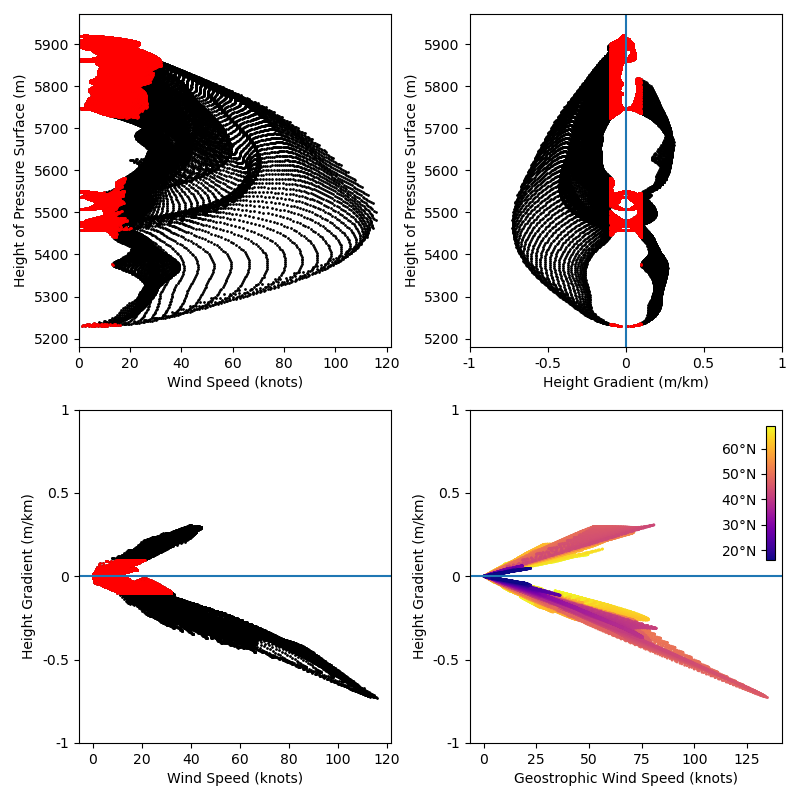 5900
5800
5700
5600
5500
5400
5300
5200
Height of Pressure Surface (m)
0 20 40 60 80 100 120
Wind Speed (knots)
5900
5800
5700
5600
5500
5400
5300
5200
Height of Pressure Surface (m)
-1 -0.5 0 0.5 1
Height Gradient (m/km)
1
0.5
0
-0.5
-1
Height Gradient (m/km)
0 20 40 60 80 100 120
Wind Speed (knots)
1
0.5
0
-0.5
-1
Height Gradient (m/km)
60°N
50°N
40°N
30°N
20°N
0 25 50 75 100 125
Geostrophic Wind Speed (knots)